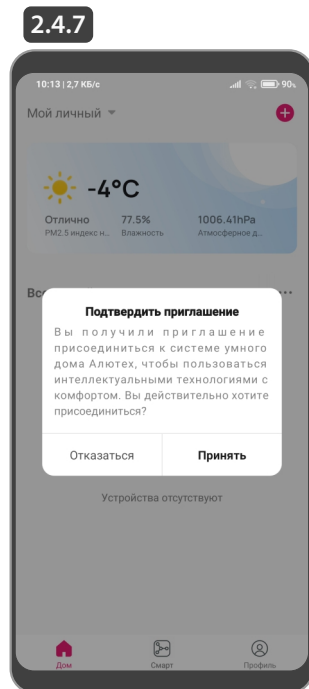 2.4.7
10:13 | 2,7 КБ/с 90%
Мой личный
-4°C
Отлично 77.5% 1006.41hPa
PM2.5 индекс н... Влажность Атмосферное д...
Подтвердить приглашение
Вы получили приглашение
присоединиться к системе умного
дома Алютех, чтобы пользоваться
интеллектуальными технологиями с
комфортом. Вы действительно хотите
присоединиться?
Отказаться Принять
Устройства отсутствуют
Дом Смарт Профиль